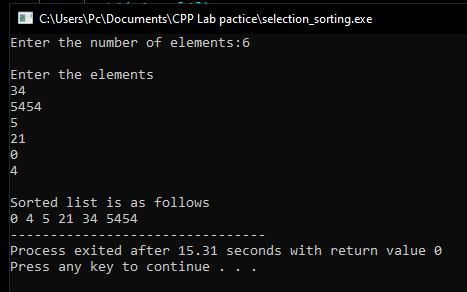 C:\Users\Pc\Documents\CPP Lab pactice\selection_sorting.exe
Enter the number of elements:6
Enter the elements
34
5454
5
21
0
4
Sorted list is as follows
0 4 5 21 34 5454
--------------------------------
Process exited after 15.31 seconds with return value 0
Press any key to continue . . .